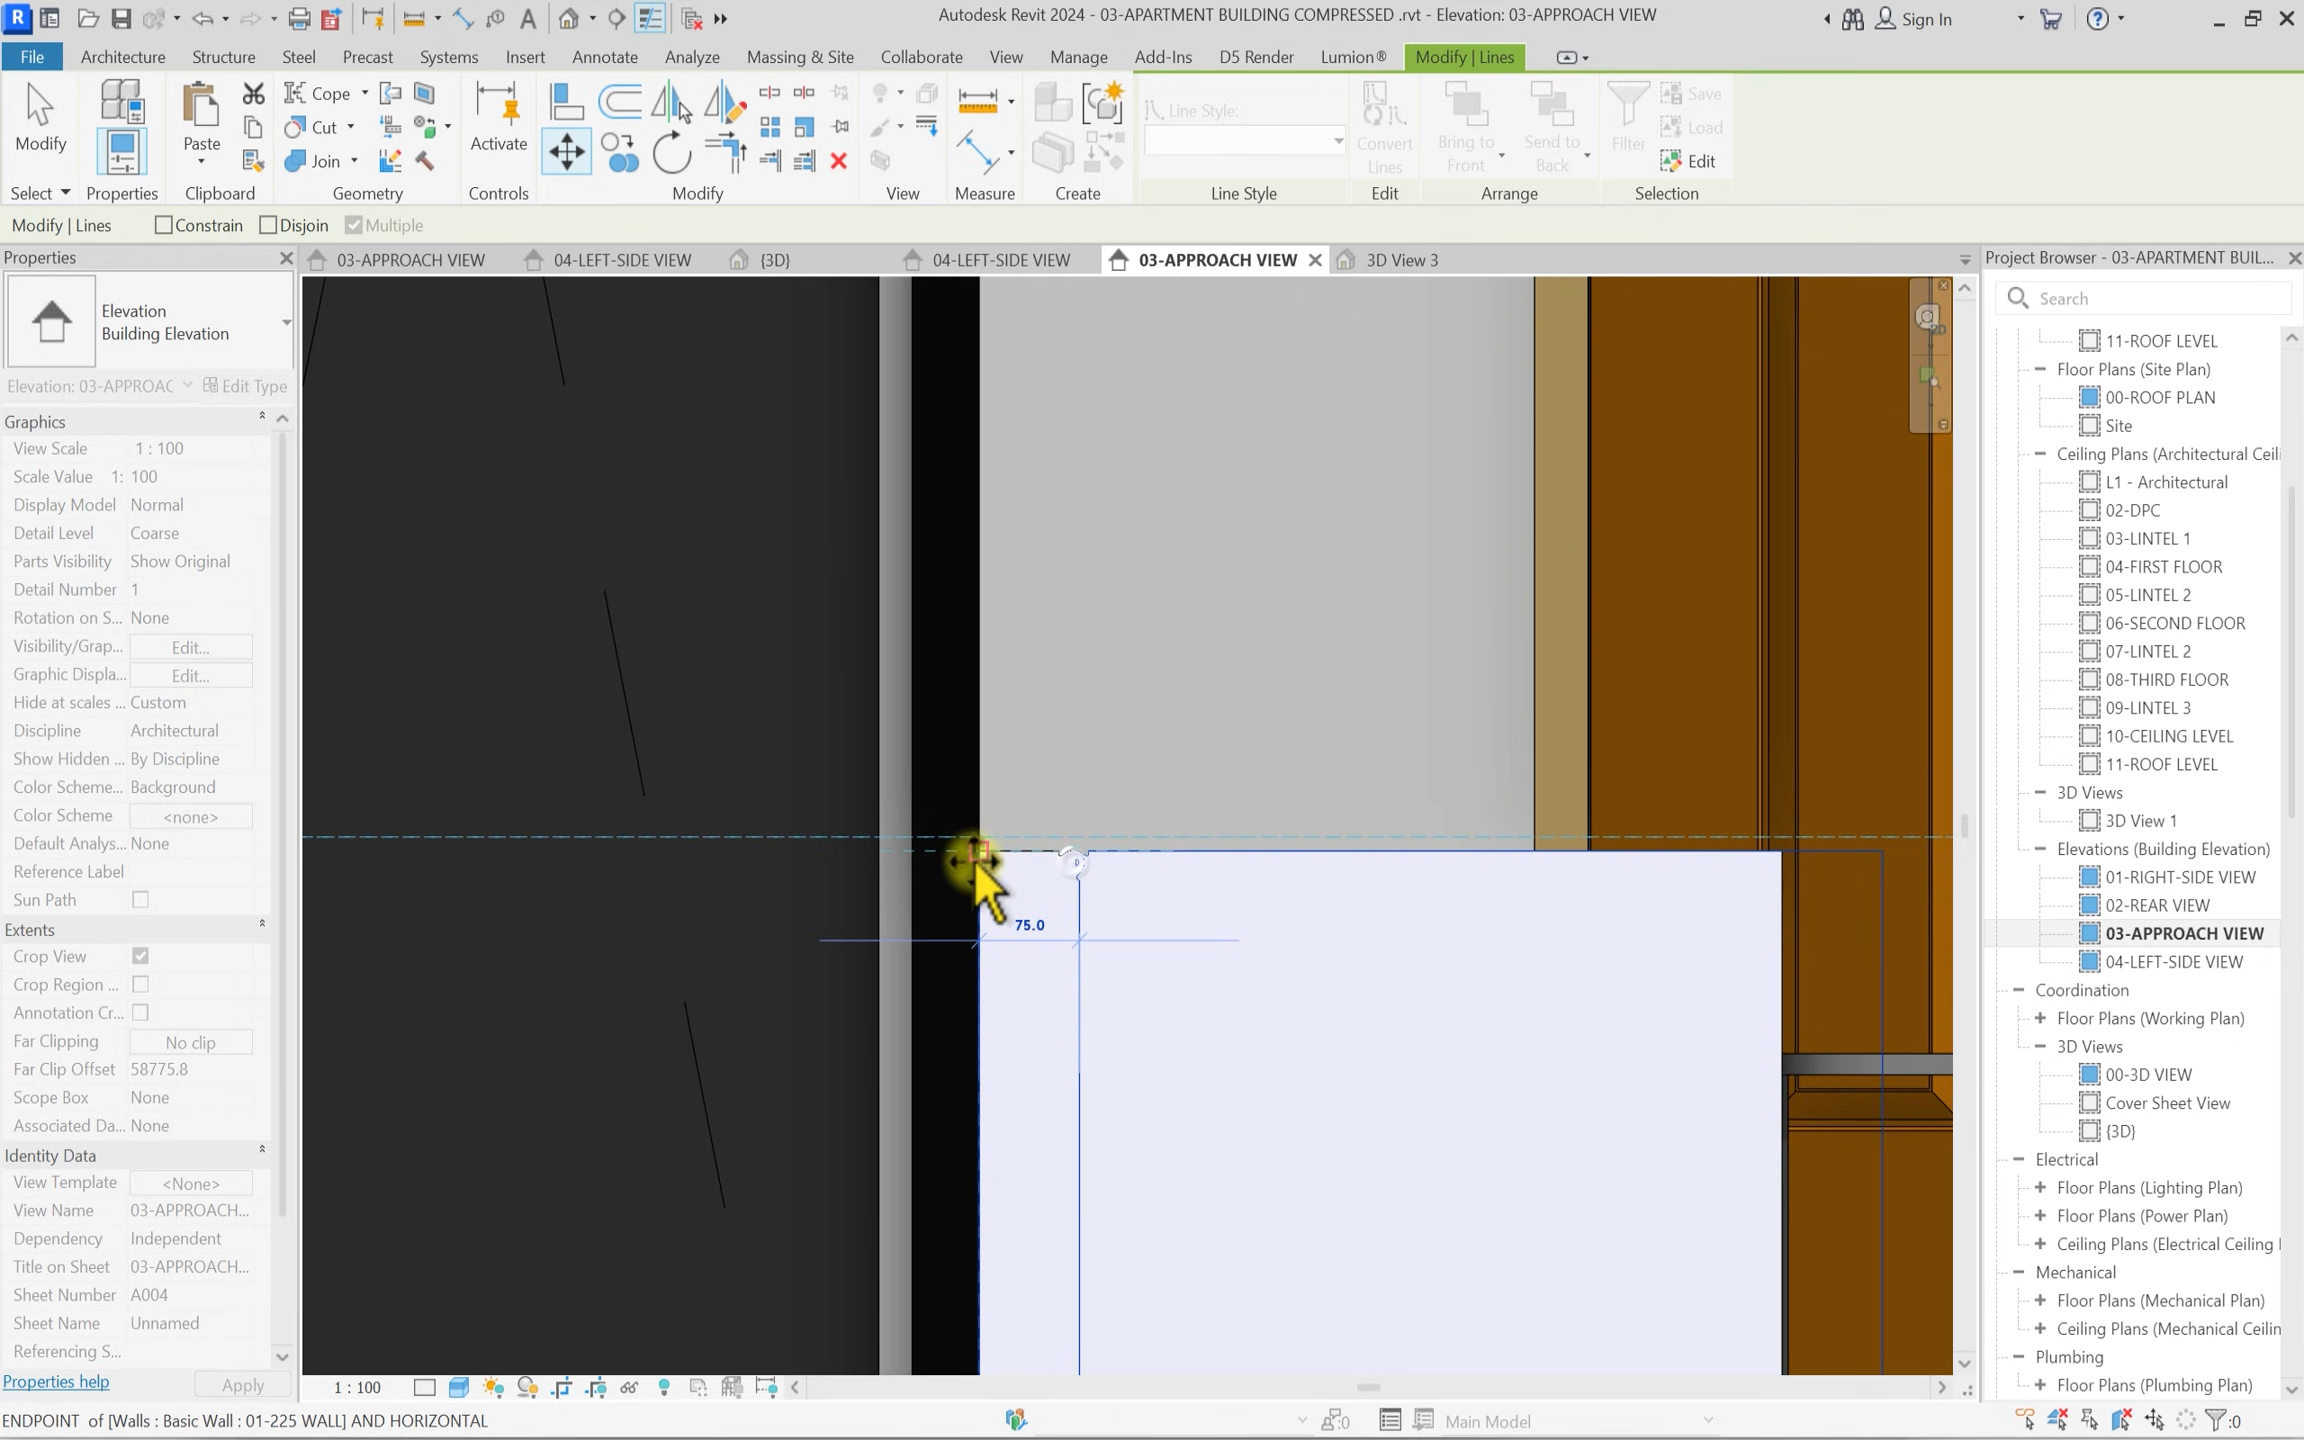 Autodesk Revit 2024 - 03-APARTMENT BUILDING COMPRESSED .rvt - Elevation: 03-APPROACH VIEW
Sign In
File Architecture Structure Steel Precast Systems Insert Annotate Analyze Massing & Site Collaborate View Manage Add-Ins D5 Render Lumion® Modify | Lines
Modify
Paste
Cope
Cut
Join
Activate
Line Style:
Convert Lines
Bring to Front
Send to Back
Filter
Save
Load
Edit
Select Properties Clipboard Geometry Controls Modify View Measure Create Line Style Edit Arrange Selection
Modify | Lines Constrain Disjoin Multiple
Properties
03-APPROACH VIEW 04-LEFT-SIDE VIEW {3D} 04-LEFT-SIDE VIEW 03-APPROACH VIEW 3D View 3
Project Browser - 03-APARTMENT BUIL...
Elevation
Building Elevation
Elevation: 03-APPROAC Edit Type
Graphics
View Scale 1 : 100
Scale Value 1: 100
Display Model Normal
Detail Level Coarse
Parts Visibility Show Original
Detail Number 1
Rotation on S... None
Visibility/Grap... Edit...
Graphic Displa... Edit...
Hide at scales ... Custom
Discipline Architectural
Show Hidden ... By Discipline
Color Scheme... Background
Color Scheme <none>
Default Analys... None
Reference Label
Sun Path
Extents
Crop View
Crop Region ...
Annotation Cr...
Far Clipping No clip
Far Clip Offset 58775.8
Scope Box None
Associated Da... None
Identity Data
View Template <None>
View Name 03-APPROACH...
Dependency Independent
Title on Sheet 03-APPROACH...
Sheet Number A004
Sheet Name Unnamed
Referencing S...
Properties help Apply
75.0
Search
11-ROOF LEVEL
Floor Plans (Site Plan)
00-ROOF PLAN
Site
Ceiling Plans (Architectural Ceili
L1 - Architectural
02-DPC
03-LINTEL 1
04-FIRST FLOOR
05-LINTEL 2
06-SECOND FLOOR
07-LINTEL 2
08-THIRD FLOOR
09-LINTEL 3
10-CEILING LEVEL
11-ROOF LEVEL
3D Views
3D View 1
Elevations (Building Elevation)
01-RIGHT-SIDE VIEW
02-REAR VIEW
03-APPROACH VIEW
04-LEFT-SIDE VIEW
Coordination
Floor Plans (Working Plan)
3D Views
00-3D VIEW
Cover Sheet View
{3D}
Electrical
Floor Plans (Lighting Plan)
Floor Plans (Power Plan)
Ceiling Plans (Electrical Ceiling
Mechanical
Floor Plans (Mechanical Plan)
Ceiling Plans (Mechanical Ceilin
Plumbing
Floor Plans (Plumbing Plan)
1 : 100
ENDPOINT of [Walls : Basic Wall : 01-225 WALL] AND HORIZONTAL
:0
Main Model
:0